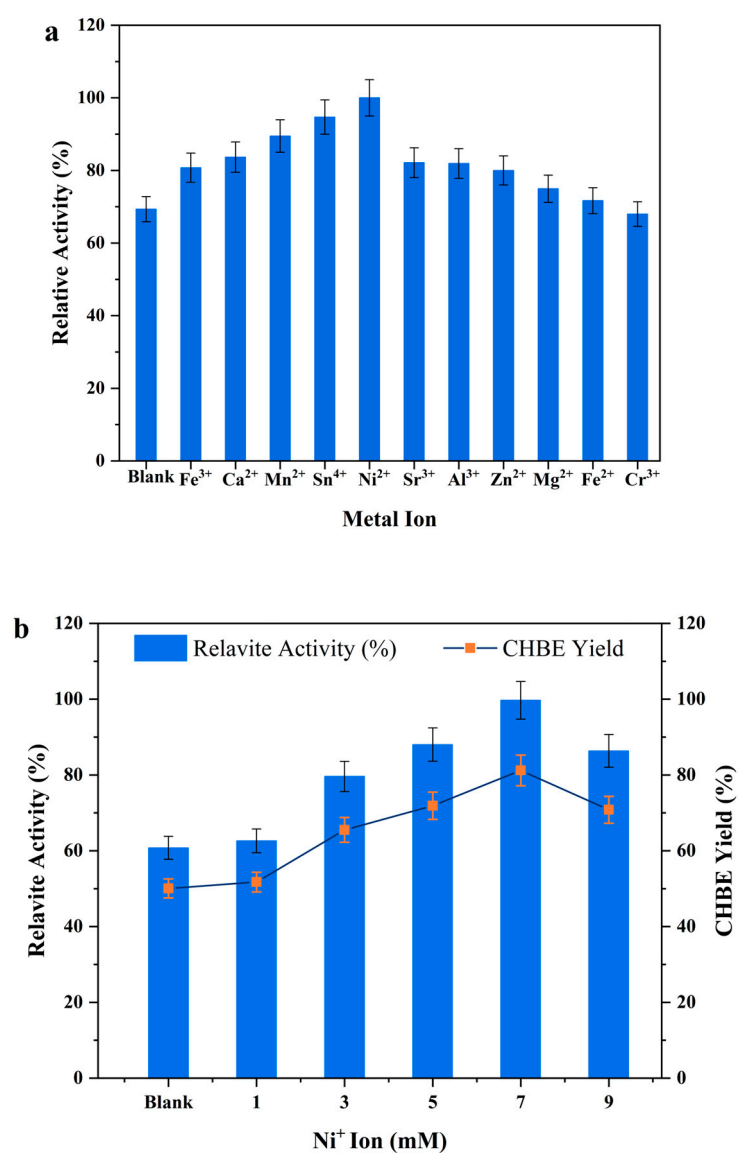 a
120
100
80
60
40
20
0
Relative Activity (%)
Blank Fe³⁺ Ca²⁺ Mn²⁺ Sn⁴⁺ Ni²⁺ Sr³⁺ Al³⁺ Zn²⁺ Mg²⁺ Fe²⁺ Cr³⁺
Metal Ion
b
Relavite Activity (%) CHBE Yield
120 120
100 100
80 80
60 60
40 40
20 20
0 0
Relavite Activity (%)
CHBE Yield (%)
Blank 1 3 5 7 9
Ni⁺ Ion (mM)